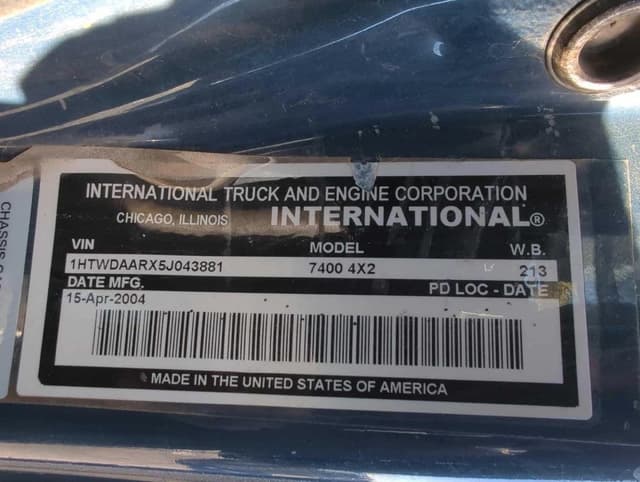 INTERNATIONAL TRUCK AND ENGINE CORPORATION
CHICAGO, ILLINOIS INTERNATIONAL®
VIN MODEL W.B.
1HTWDAARX5J043881 7400 4X2 213
DATE MFG. PD LOC - DATE
15-Apr-2004
MADE IN THE UNITED STATES OF AMERICA
CHASSIS